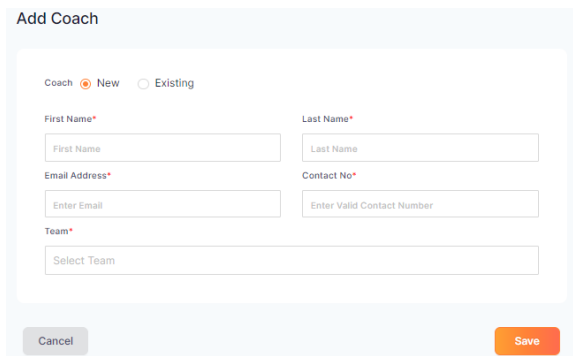 Add Coach
Coach New Existing
First Name* Last Name*
First Name Last Name
Email Address* Contact No*
Enter Email Enter Valid Contact Number
Team*
Select Team
Cancel Save